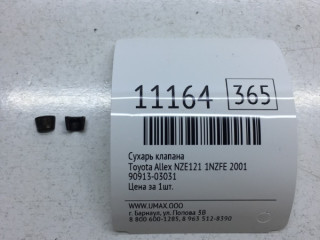 11164 365
Сухарь клапана
Toyota Allex NZE121 1NZFE 2001
90913-03031
Цена за 1шт.
WWW.UMAX.OOO
г. Барнаул, ул. Попова 3В
8 800 600-1285, 8 963 512-8390